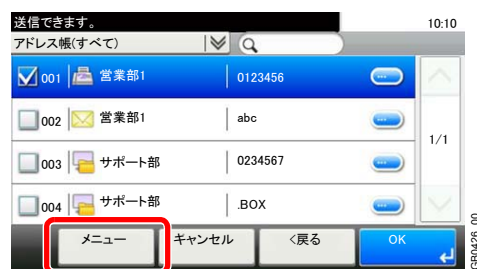 送信できます。 10:10
アドレス帳(すべて)
001 営業部1 0123456
002 営業部1 abc
1/1
003 サポート部 0234567
004 サポート部 .BOX
メニュー キャンセル <戻る OK
GB0426_00